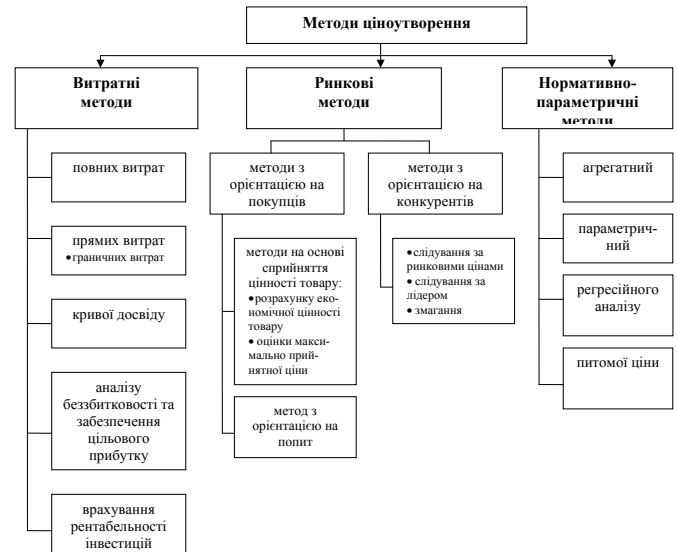 Методи ціноутворення
Витратні
методи
повних витрат
прямих витрат
•граничних витрат
кривої досвіду
аналізу
беззбитковості та
забезпечення
цільового
прибутку
врахування
рентабельності
інвестицій
Ринкові
методи
методи з
орієнтацією на
покупців
методи на основі
сприйняття
цінності товару:
•розрахунку еко-
номічної цінності
товару
• оцінки макси-
мально прий-
нятної ціни
метод з
орієнтацією на
попит
методи з
орієнтацією на
конкурентів
•слідування за
ринковими цінами
• слідування за
лідером
• змагання
Нормативно-
параметричні
методи
агрегатний
параметрич-
ний
регресійного
аналізу
питомої ціни